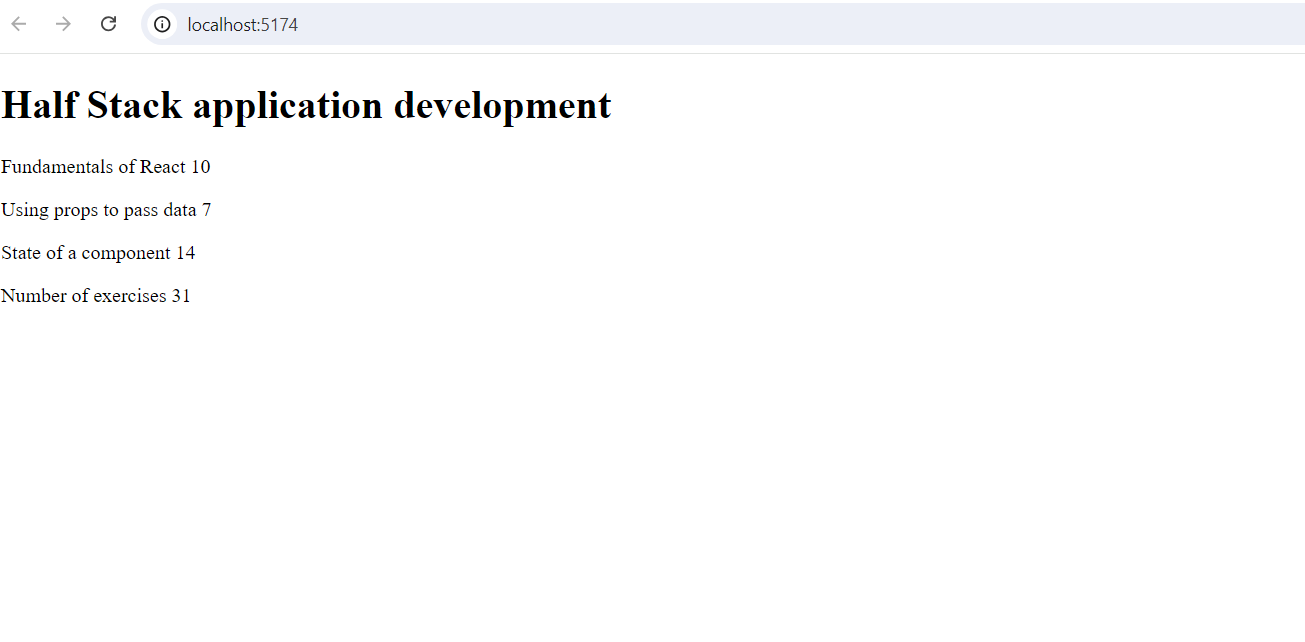 localhost:5174
Half Stack application development
Fundamentals of React 10
Using props to pass data 7
State of a component 14
Number of exercises 31